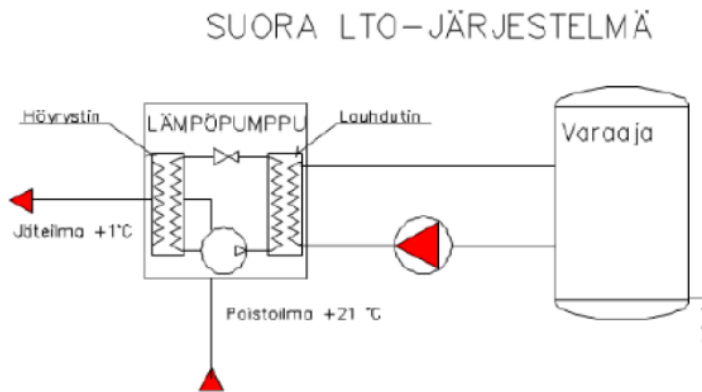 SUORA LTO-JÄRJESTELMÄ
Höyrystin
LÄMPÖPUMPPU
Lauhdutin
Varaaja
Jäteilma +1°C
Poistoilma +21 °C